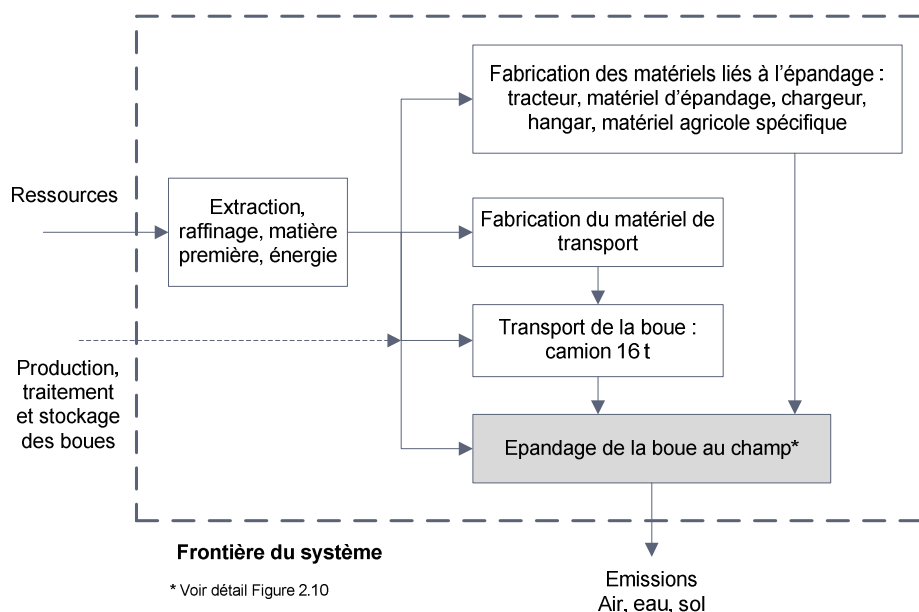 Fabrication des matériels liés à l'épandage :
tracteur, matériel d'épandage, chargeur,
hangar, matériel agricole spécifique
Ressources
Extraction,
raffinage, matière
première, énergie
Fabrication du matériel de
transport
Transport de la boue :
camion 16 t
Production,
traitement
et stockage
des boues
Epandage de la boue au champ*
Frontière du système
* Voir détail Figure 2.10
Emissions
Air, eau, sol